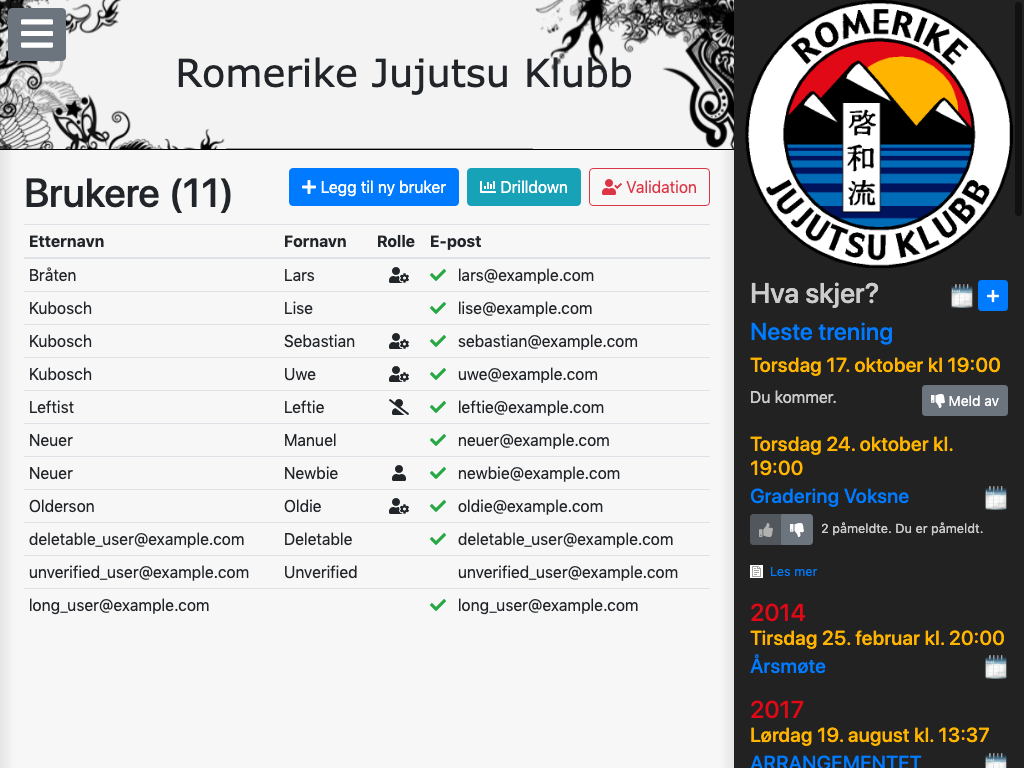 Romerike Jujutsu Klubb
Brukere (11)
Legg til ny bruker
Drilldown
Validation
Etternavn Fornavn Rolle E-post
Bråten Lars lars@example.com
Kubosch Lise lise@example.com
Kubosch Sebastian sebastian@example.com
Kubosch Uwe uwe@example.com
Leftist Leftie leftie@example.com
Neuer Manuel neuer@example.com
Neuer Newbie newbie@example.com
Olderson Oldie oldie@example.com
deletable_user@example.com Deletable deletable_user@example.com
unverified_user@example.com Unverified unverified_user@example.com
long_user@example.com long_user@example.com
ROMERIKE
啓和流
JUJUTSU KLUBB
Hva skjer?
Neste trening
Torsdag 17. oktober kl 19:00
Du kommer.
Meld av
Torsdag 24. oktober kl.
19:00
Gradering Voksne
2 påmeldte. Du er påmeldt.
Les mer
2014
Tirsdag 25. februar kl. 20:00
Årsmøte
2017
Lørdag 19. august kl. 13:37
ARRANGEMENTET